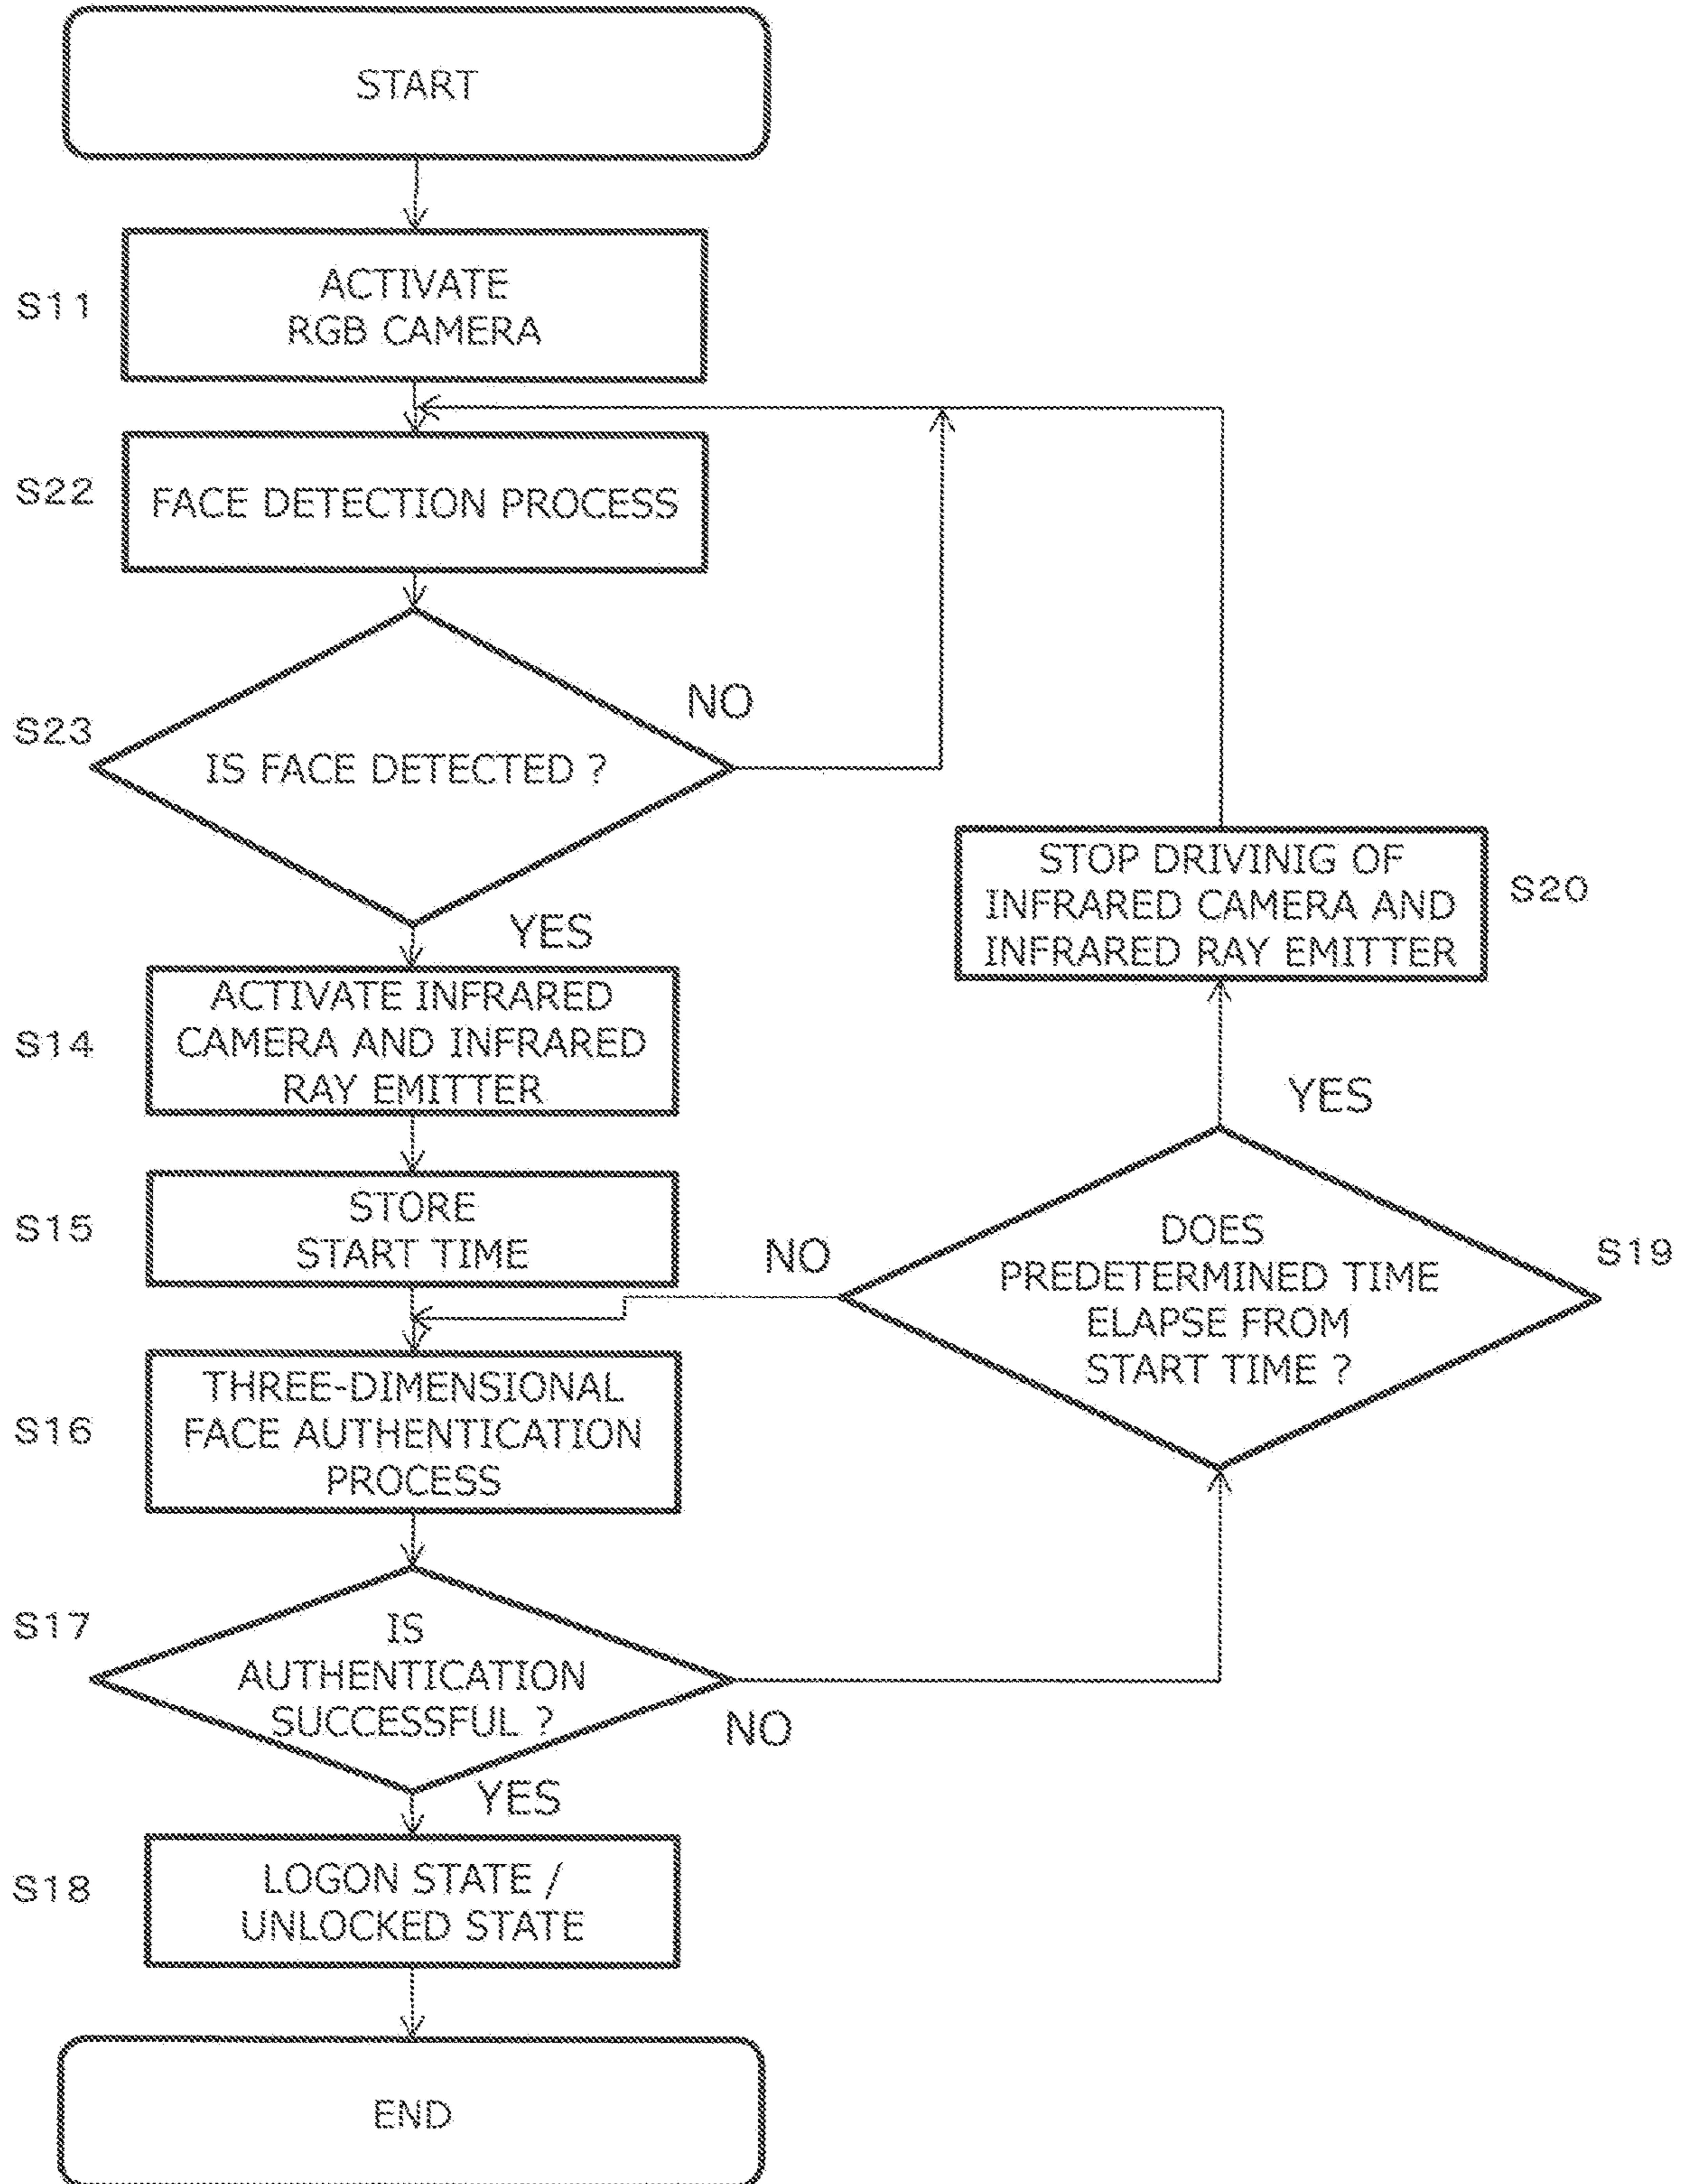 START
S11
ACTIVATE
RGB CAMERA
S22
FACE DETECTION PROCESS
S23
IS FACE DETECTED ?
NO
YES
S14
ACTIVATE INFRARED
CAMERA AND INFRARED
RAY EMITTER
S15
STORE
START TIME
S16
THREE-DIMENSIONAL
FACE AUTHENTICATION
PROCESS
S17
IS
AUTHENTICATION
SUCCESSFUL ?
NO
YES
S18
LOGON STATE /
UNLOCKED STATE
END
STOP DRIVINIG OF
INFRARED CAMERA AND
INFRARED RAY EMITTER
S20
YES
DOES
PREDETERMINED TIME
ELAPSE FROM
START TIME ?
S19
NO